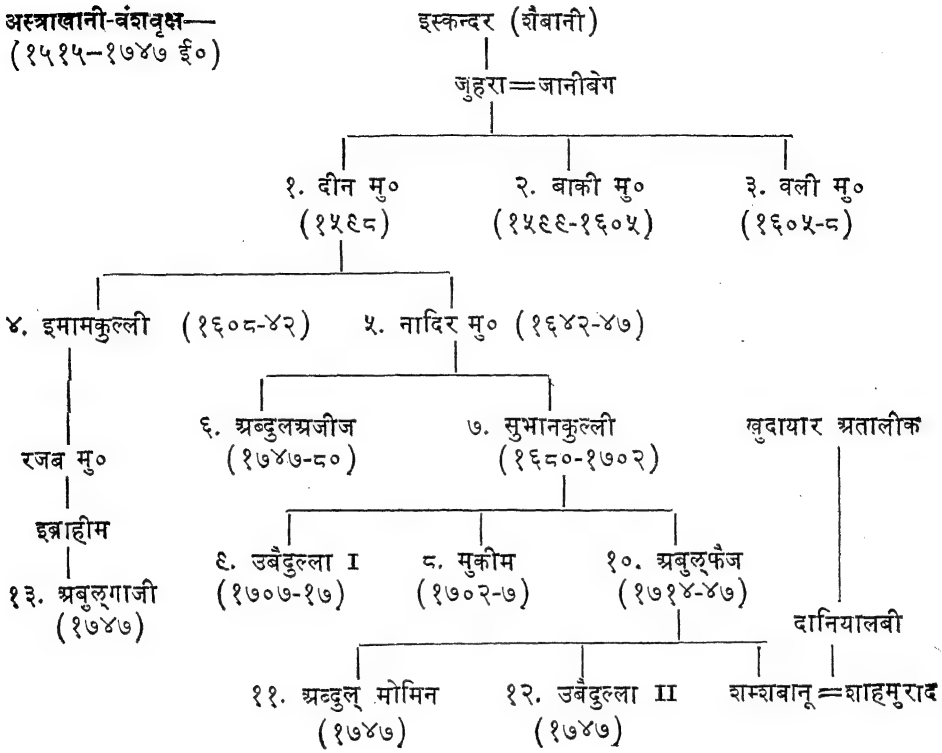 अस्त्राखानी-वंशवृक्ष—
(१५१५–१७४७ ई०)
इस्कन्दर (शैबानी)
जुहरा=जानीबेग
१. दीन मु०
(१५९८)
२. बाकी मु०
(१५९९-१६०५)
३. वली मु०
(१६०५-८)
४. इमामकुल्ली (१६०८-४२)
५. नादिर मु० (१६४२-४७)
६. अब्दुलअजीज
(१७४७-८०)
७. सुभानकुल्ली
(१६८०-१७०२)
खुदायार अतालीक
रजब मु०
इब्राहीम
९. उबैदुल्ला I
(१७०७-१७)
८. मुकीम
(१७०२-७)
१०. अबुल्फैज
(१७१४-४७)
१३. अबुल्गाजी
(१७४७)
दानियालबी
११. अब्दुल् मोमिन
(१७४७)
१२. उबैदुल्ला II
(१७४७)
शम्शबानू=शाहमुराद